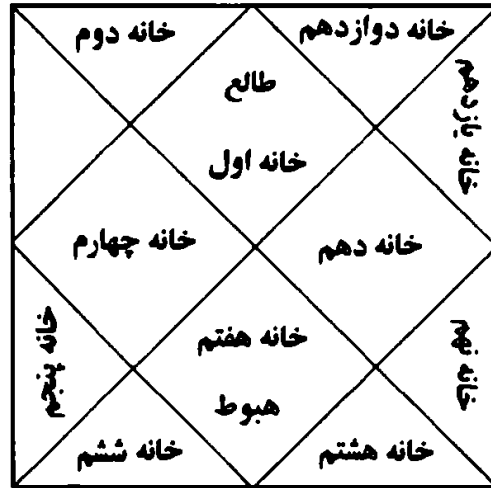 خانه دوازدهم
خانه دوم
طالع
خانه یازدهم
خانه اول
خانه دهم
خانه چهارم
خانه نهم
خانه هفتم
خانه پنجم
هبوط
خانه هشتم
خانه ششم